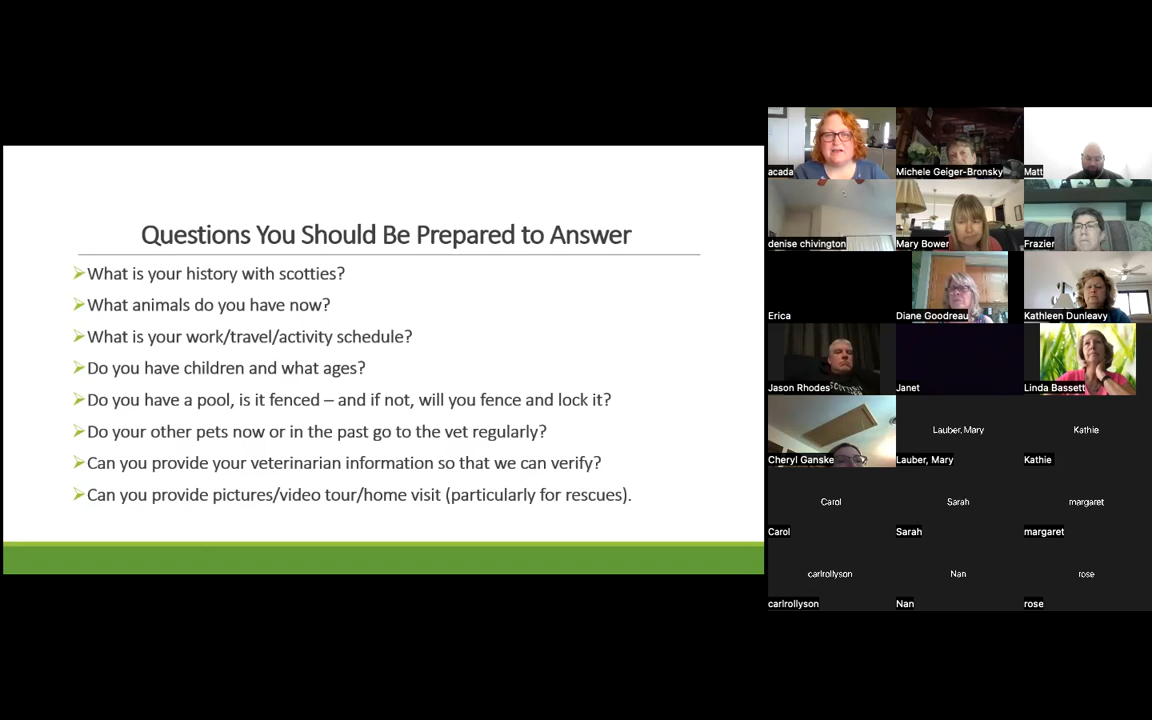 Questions You Should Be Prepared to Answer
What is your history with scotties?
What animals do you have now?
What is your work/travel/activity schedule?
Do you have children and what ages?
Do you have a pool, is it fenced – and if not, will you fence and lock it?
Do your other pets now or in the past go to the vet regularly?
Can you provide your veterinarian information so that we can verify?
Can you provide pictures/video tour/home visit (particularly for rescues).
acada
Michele Geiger-Bronsky
Matt
denise chivington
Mary Bower
Frazier
Erica
Diane Goodreau
Kathleen Dunleavy
Jason Rhodes
Janet
Linda Bassett
Cheryl Ganske
Lauber, Mary
Lauber, Mary
Kathie
Kathie
Carol
Carol
Sarah
Sarah
margaret
margaret
carlrollyson
carlrollyson
Nan
Nan
rose
rose